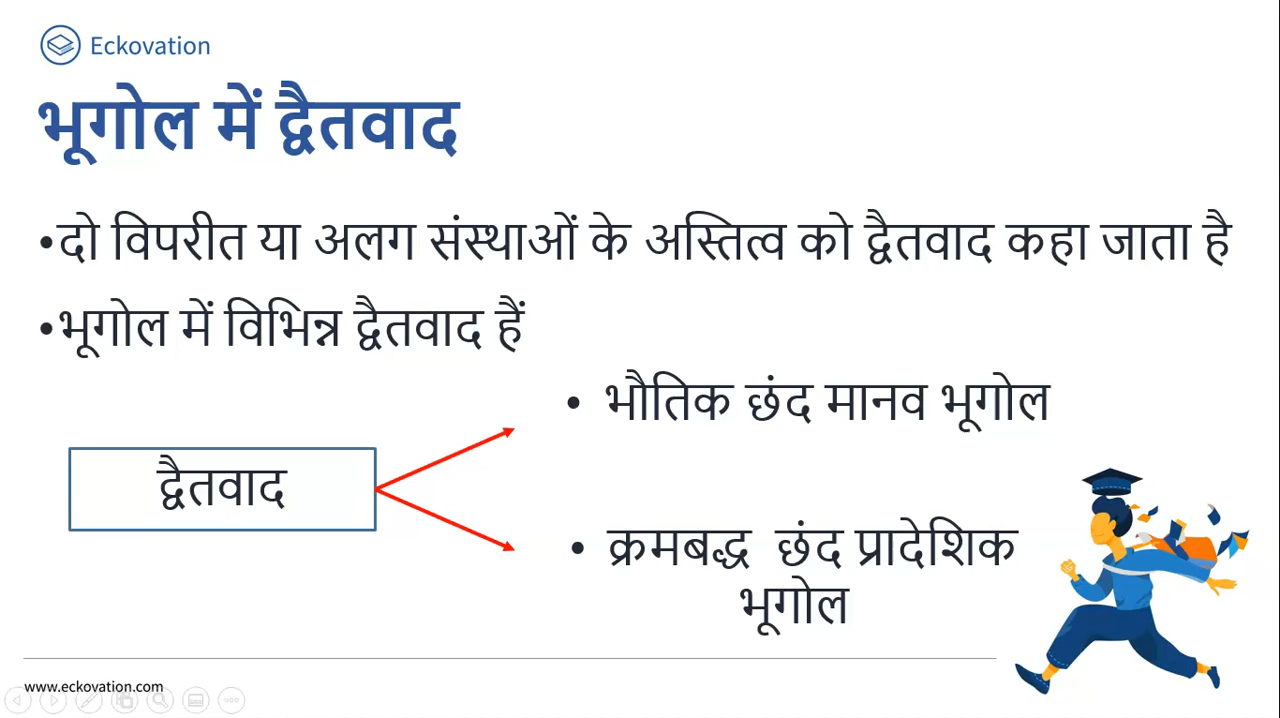 Eckovation
भूगोल में द्वैतवाद
•दो विपरीत या अलग संस्थाओं के अस्तित्व को द्वैतवाद कहा जाता है
•भूगोल में विभिन्न द्वैतवाद हैं
• भौतिक छंद मानव भूगोल
द्वैतवाद
• क्रमबद्ध छंद प्रादेशिक
भूगोल
www.eckovation.com